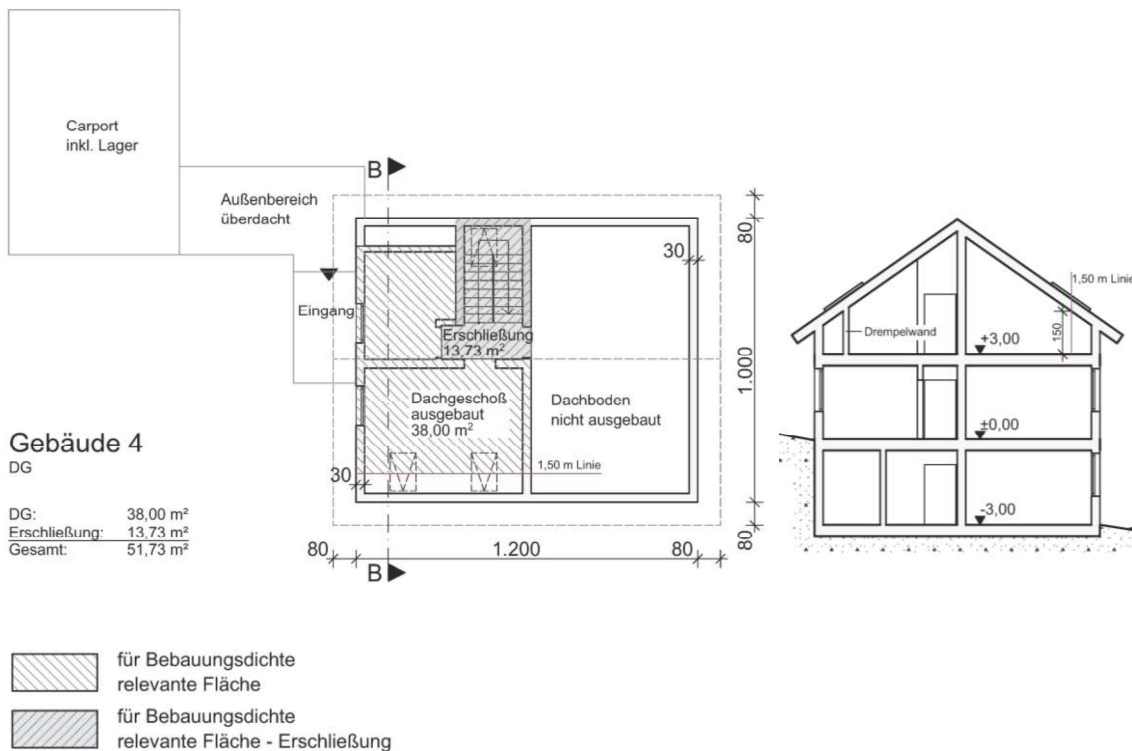 Carport
inkl. Lager
B
Außenbereich
überdacht
80
30
Eingang
Erschließung
13,73 m²
1.000
Dachgeschoß
ausgebaut
38,00 m²
Dachboden
nicht ausgebaut
30
1,50 m Linie
80
1.200
80
80
B
1,50 m Linie
150
Drempelwand
+3,00
±0,00
-3,00
Gebäude 4
DG
DG: 38,00 m²
Erschließung: 13,73 m²
Gesamt: 51,73 m²
für Bebauungsdichte
relevante Fläche
für Bebauungsdichte
relevante Fläche - Erschließung